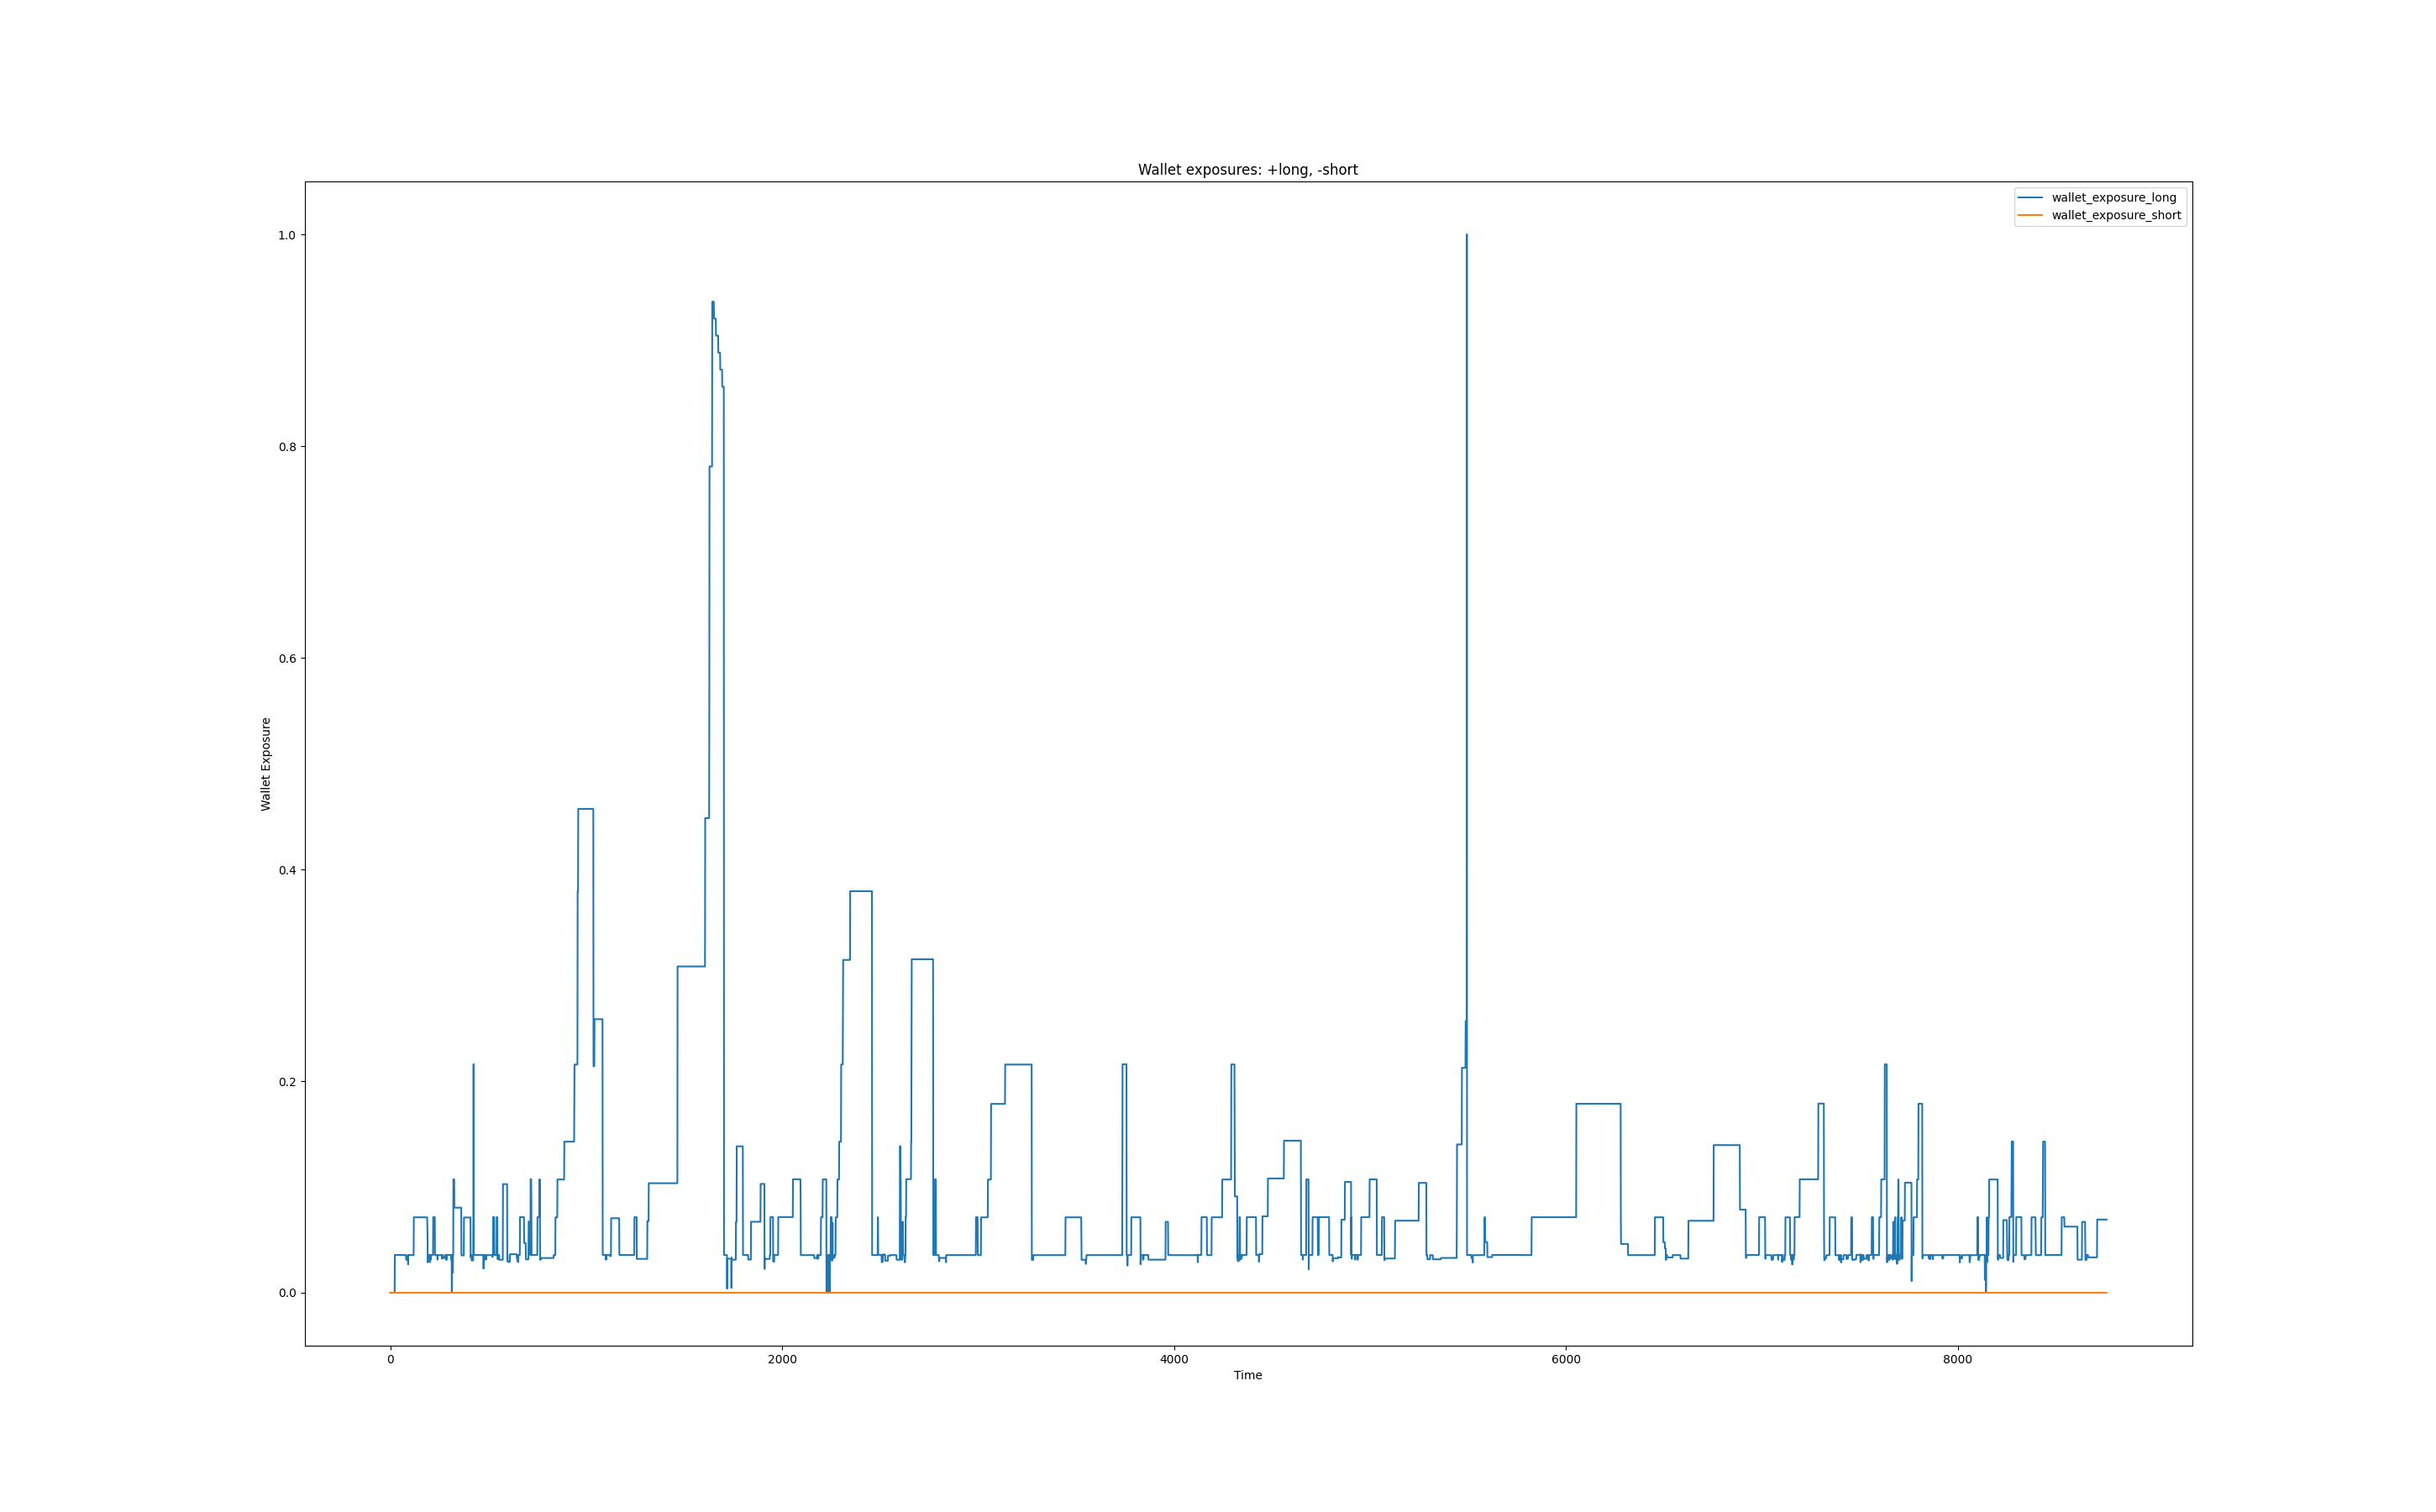 Wallet exposures: +long, -short
wallet_exposure_long
wallet_exposure_short
1.0
0.8
0.6
0.4
0.2
0.0
Wallet Exposure
0 2000 4000 6000 8000
Time